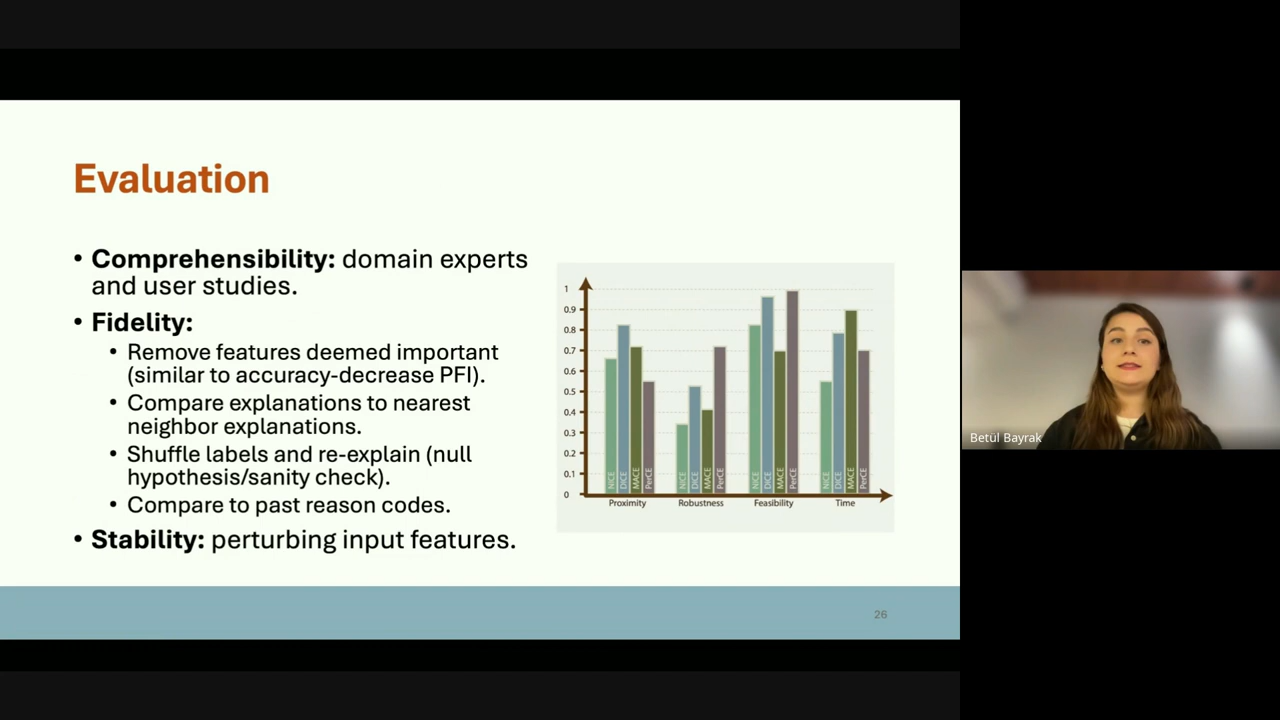 Evaluation
• Comprehensibility: domain experts
and user studies.
• Fidelity:
• Remove features deemed important
(similar to accuracy-decrease PFI).
• Compare explanations to nearest
neighbor explanations.
• Shuffle labels and re-explain (null
hypothesis/sanity check).
• Compare to past reason codes.
• Stability: perturbing input features.
1
0.9
0.8
0.7
0.6
0.5
0.4
0.3
0.2
0.1
0
NICE
DICE
MACE
PerCE
NICE
DICE
MACE
PerCE
NICE
DICE
MACE
PerCE
NICE
DICE
MACE
PerCE
Proximity
Robustness
Feasibility
Time
26
Betül Bayrak